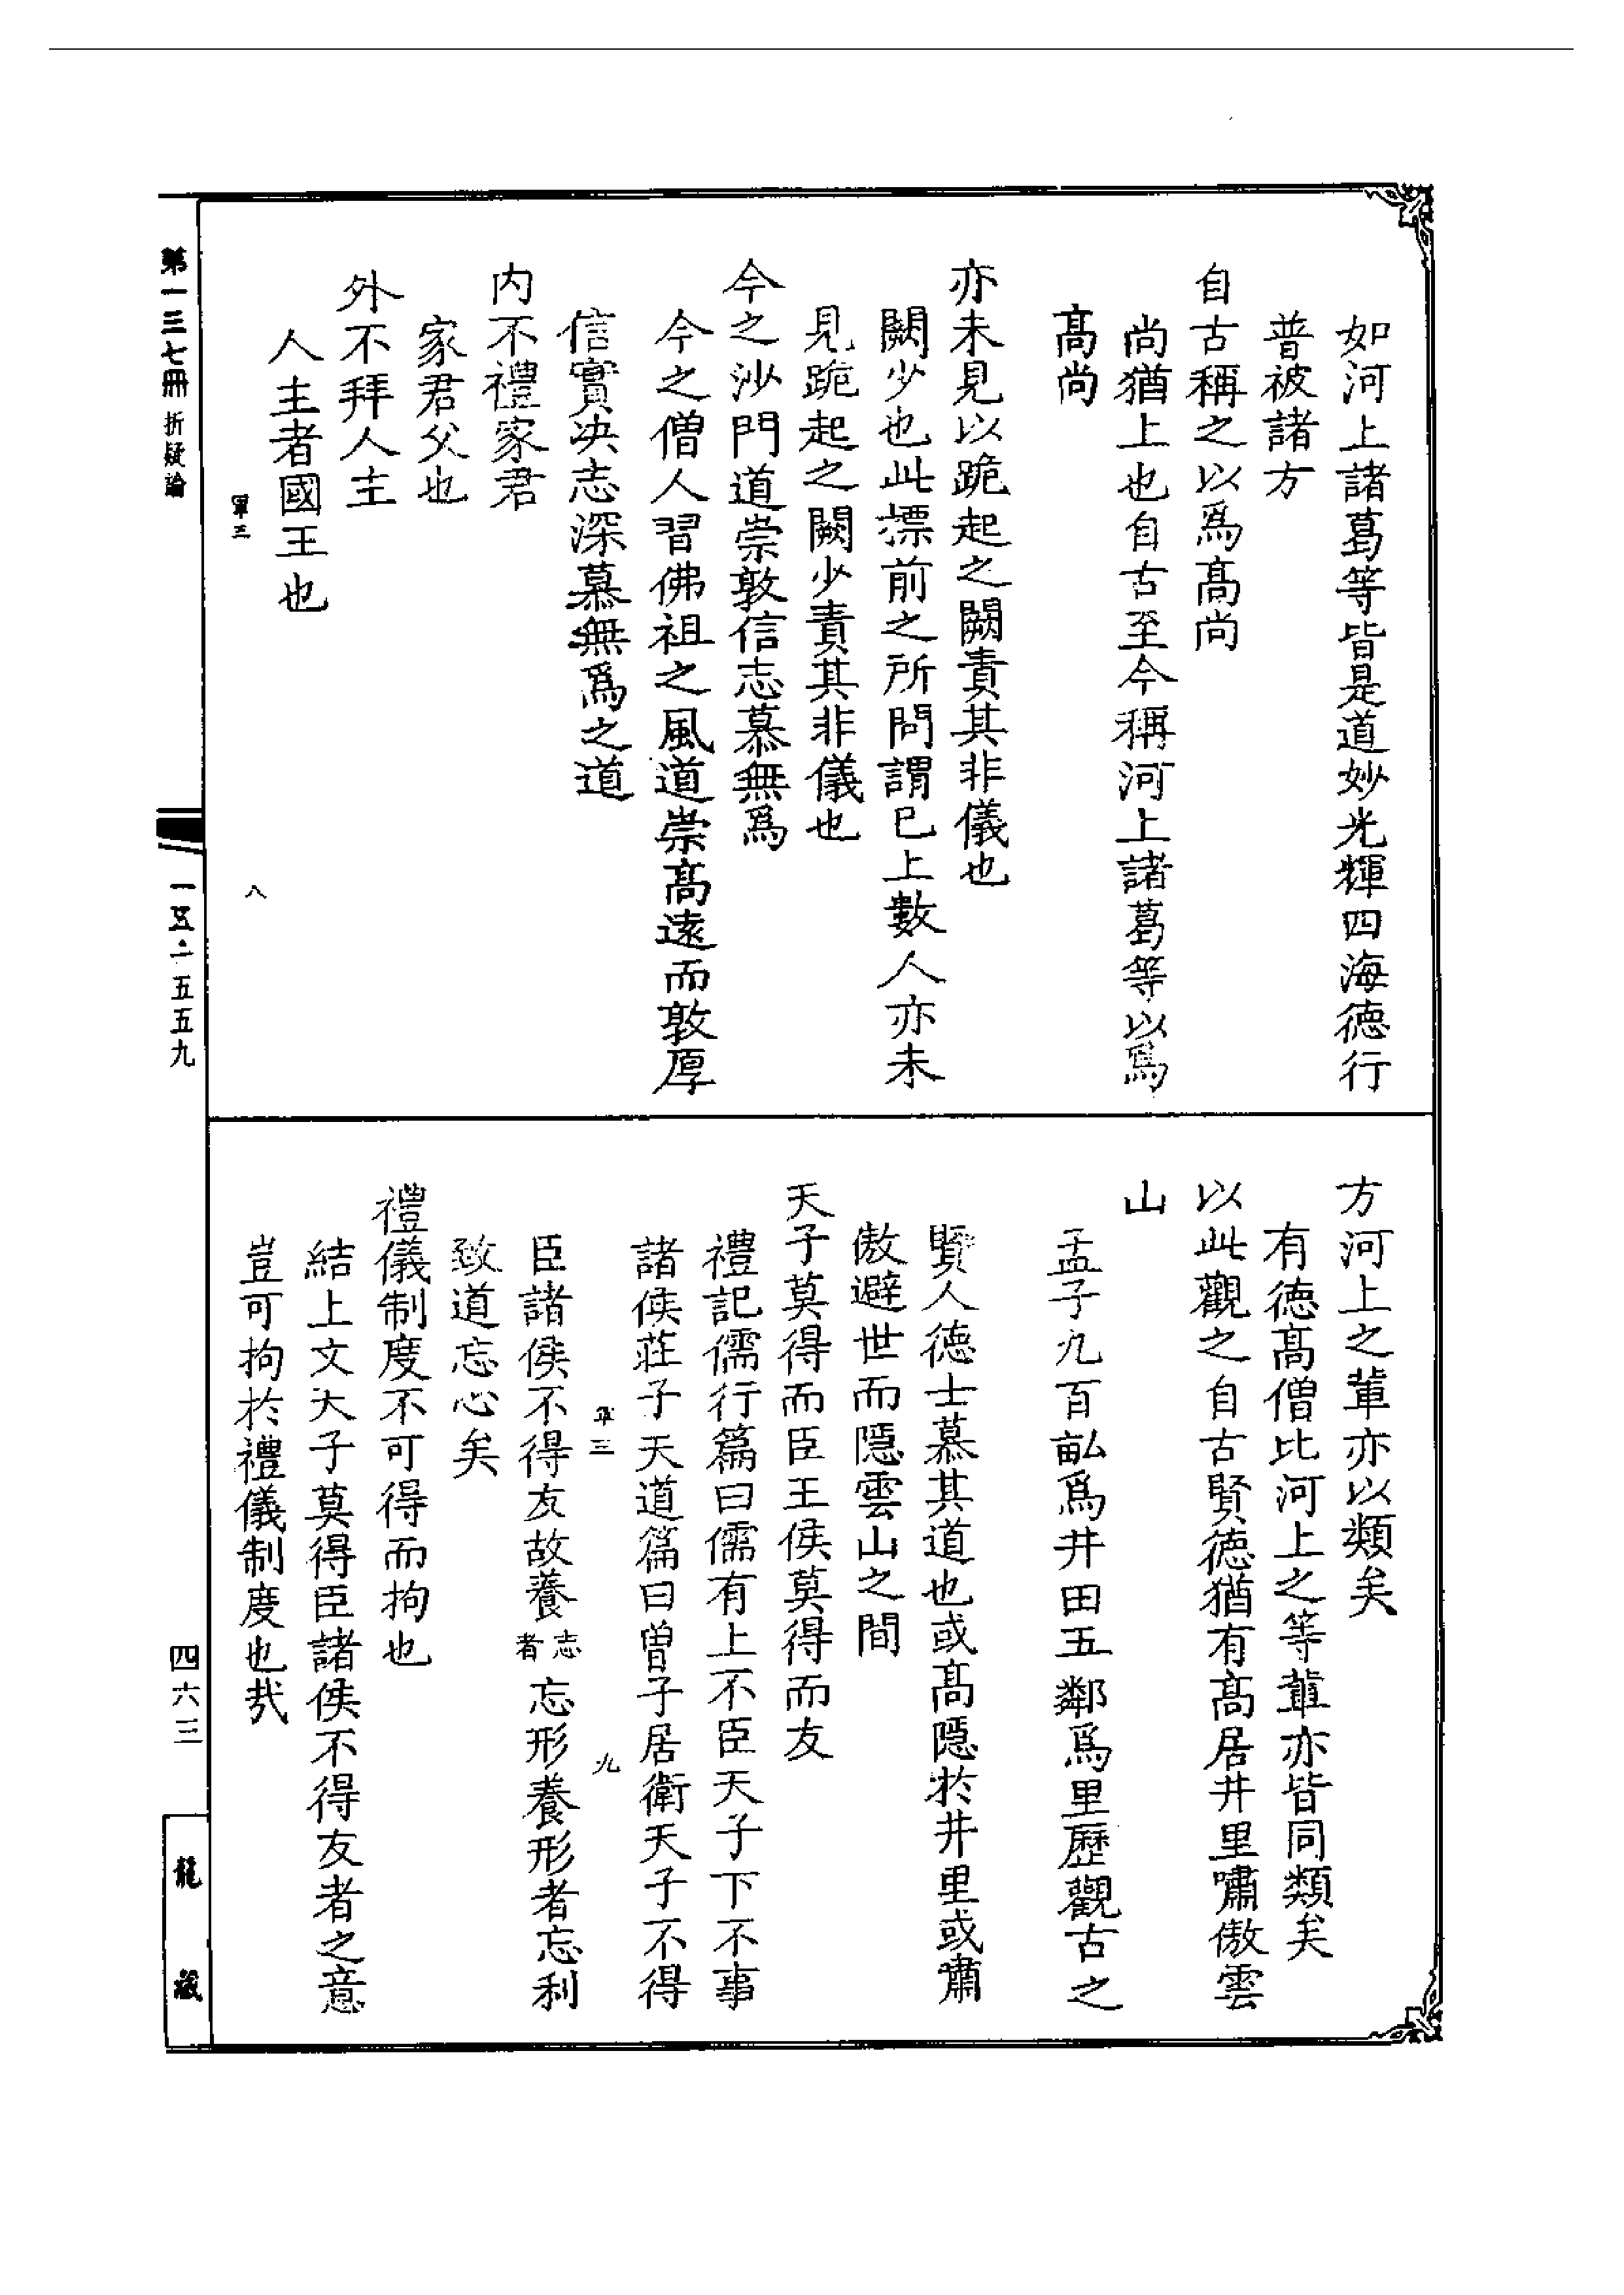 如河上諸葛等皆是道妙光輝四海德行
普被諸方
自古稱之以爲髙尚
尚猶上也自古至今稱河上諸葛等以爲
髙尚
亦未見以跪起之闕責其非儀也
闕少也此摽前之所問謂已上數人亦未
見跪起之闕少責其非儀也
今之沙門道崇敦信志慕無爲
今之僧人習佛祖之風道崇髙遠而敦厚
信實决志深慕無爲之道
内不禮家君
家君父也
外不拜人主
人主者國王也
軍三 八
方河上之軰亦以類矣
有德髙僧比河上之等軰亦皆同類矣
以此觀之自古賢德猶有髙居井里嘯傲雲
山
孟子九百畝爲井田五鄰爲里歷觀古之
賢人德士慕其道也或髙隱於井里或嘯
傲避世而隱雲山之間
天子莫得而臣王侯莫得而友
禮記儒行篇曰儒有上不臣天子下不事
諸侯莊子天道篇曰曾子居衛天子不得
軍三 九
臣諸侯不得友故養志者忘形養形者忘利
致道忘心矣
禮儀制度不可得而拘也
結上文天子莫得臣諸侯不得友者之意
豈可拘於禮儀制度也㢤
第一三七冊 折疑論
一五二·五五九
四六三
龍藏